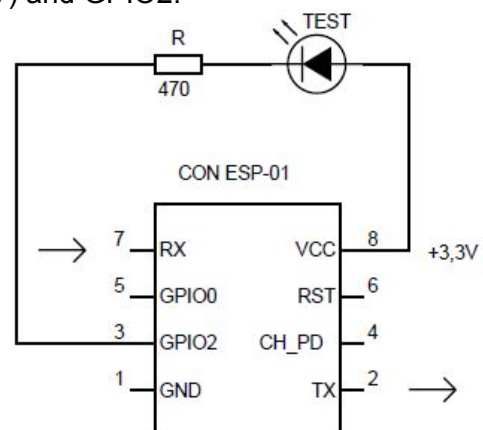 ) and GPIO2.
TEST
R
470
CON ESP-01
7 RX VCC 8 +3,3V
5 GPIO0 RST 6
3 GPIO2 CH_PD 4
1 GND TX 2